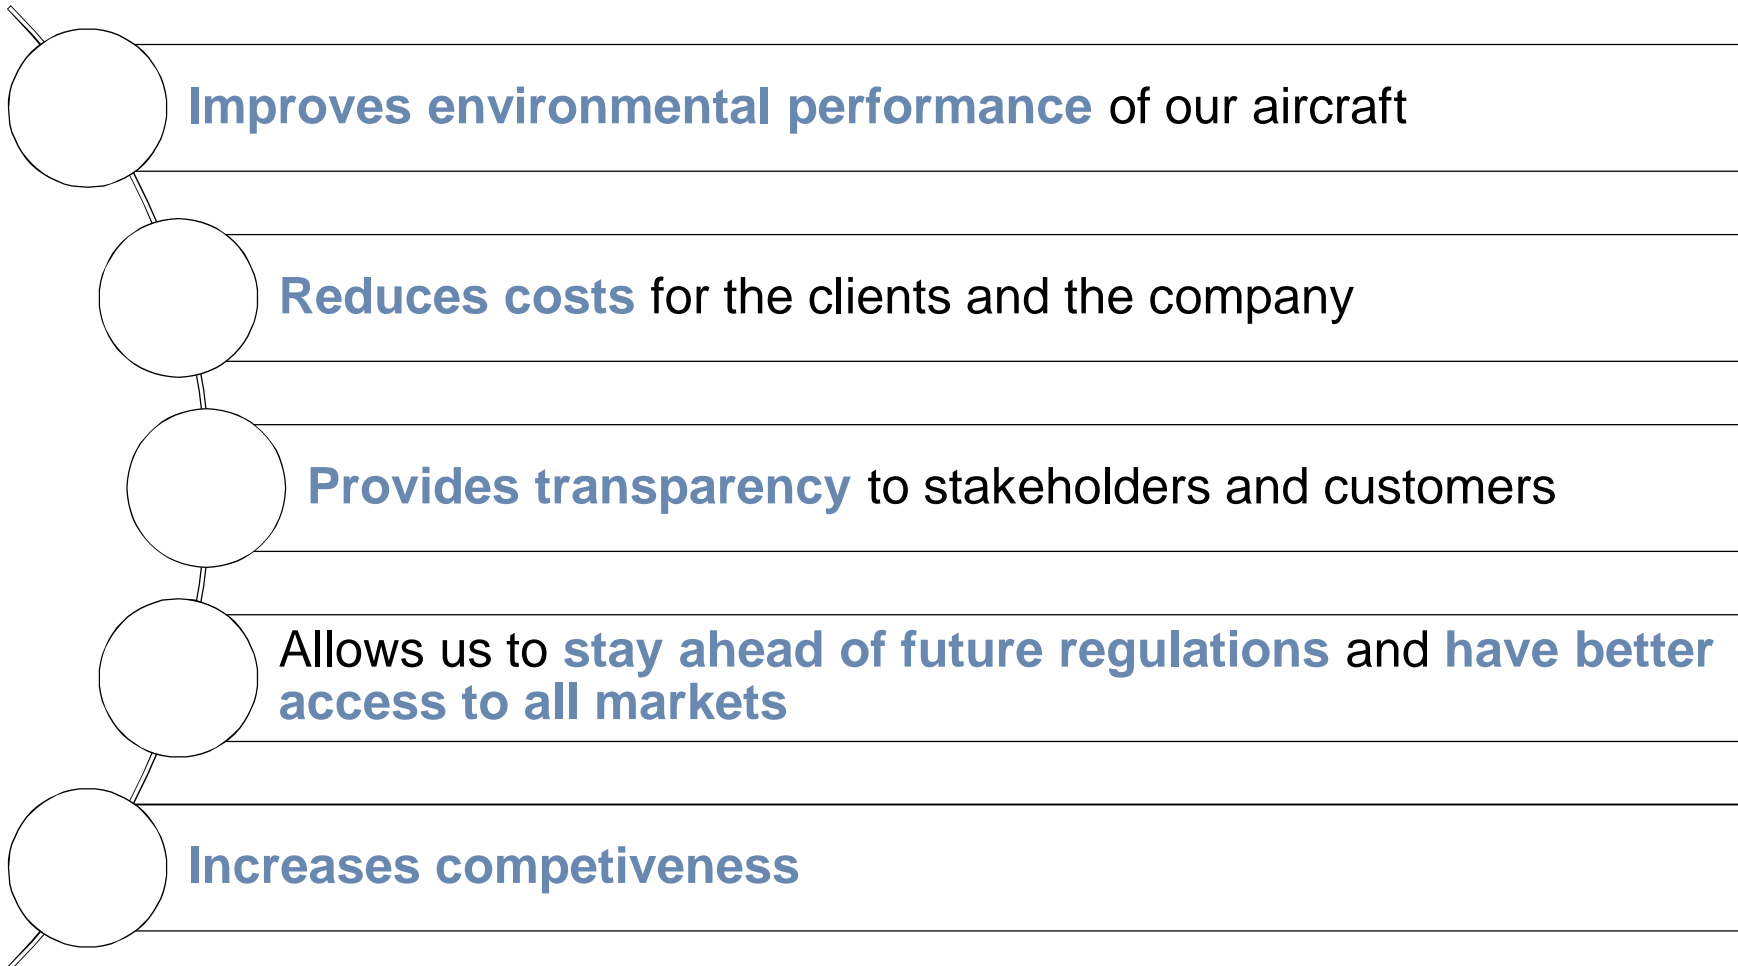 Improves environmental performance of our aircraft
Reduces costs for the clients and the company
Provides transparency to stakeholders and customers
Allows us to stay ahead of future regulations and have better
access to all markets
Increases competiveness